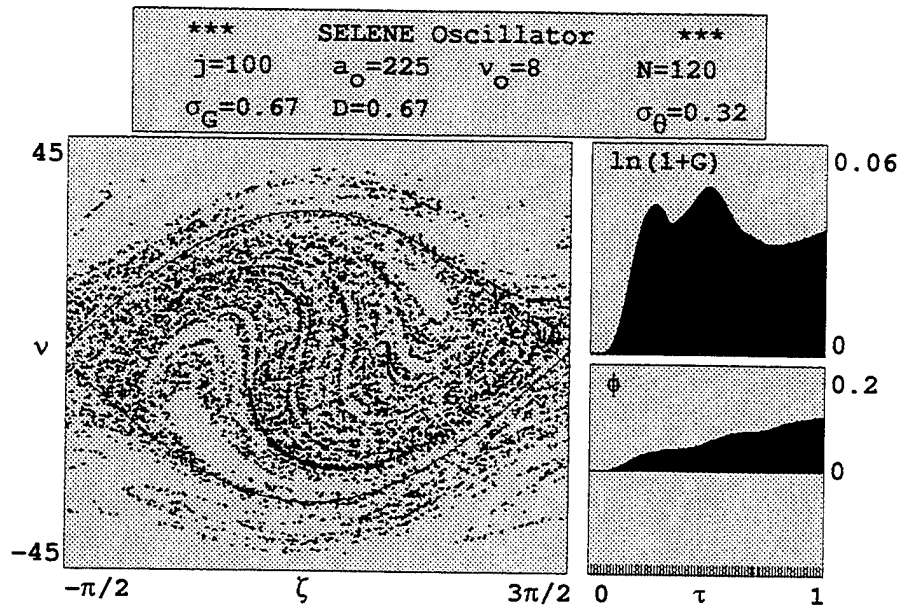 *** SELENE Oscillator ***
j=100 a₀=225 v₀=8 N=120
σ_G=0.67 D=0.67 σ_θ=0.32
45
ν
-45
-π/2 ζ 3π/2
ln(1+G) 0.06
0
ϕ 0.2
0
0 τ 1